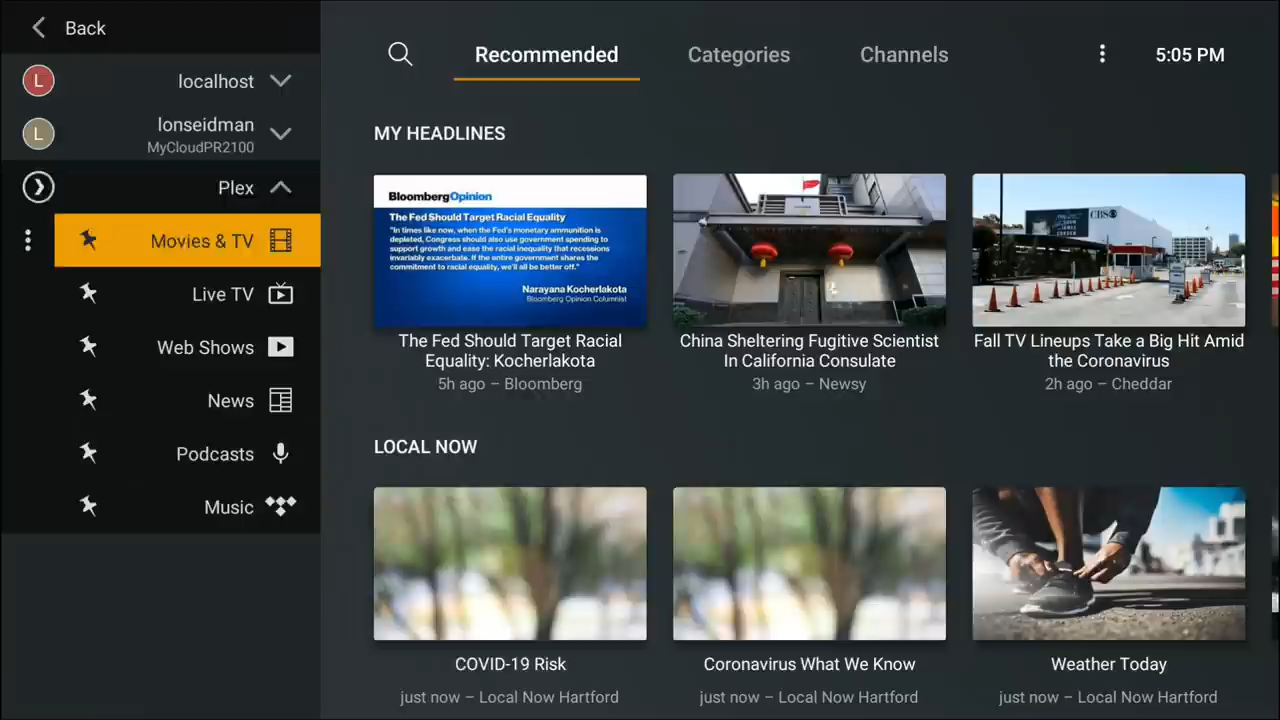 Back
L
localhost
L
lonseidman
MyCloudPR2100
Plex
Movies & TV
Live TV
Web Shows
News
Podcasts
Music
Recommended
Categories
Channels
5:05 PM
MY HEADLINES
BloombergOpinion
The Fed Should Target Racial Equality
"In times like now, when the Fed's monetary ammunition is
depleted, Congress should also use government spending to
support growth and ease the racial inequality that recessions
invariably exacerbate. If the entire government shares the
commitment to racial equality, we'll all be better off."
Narayana Kocherlakota
Bloomberg Opinion Columnist
The Fed Should Target Racial
Equality: Kocherlakota
5h ago – Bloomberg
China Sheltering Fugitive Scientist
In California Consulate
3h ago – Newsy
CBS
Fall TV Lineups Take a Big Hit Amid
the Coronavirus
2h ago – Cheddar
LOCAL NOW
COVID-19 Risk
just now – Local Now Hartford
Coronavirus What We Know
just now – Local Now Hartford
Weather Today
just now – Local Now Hartford